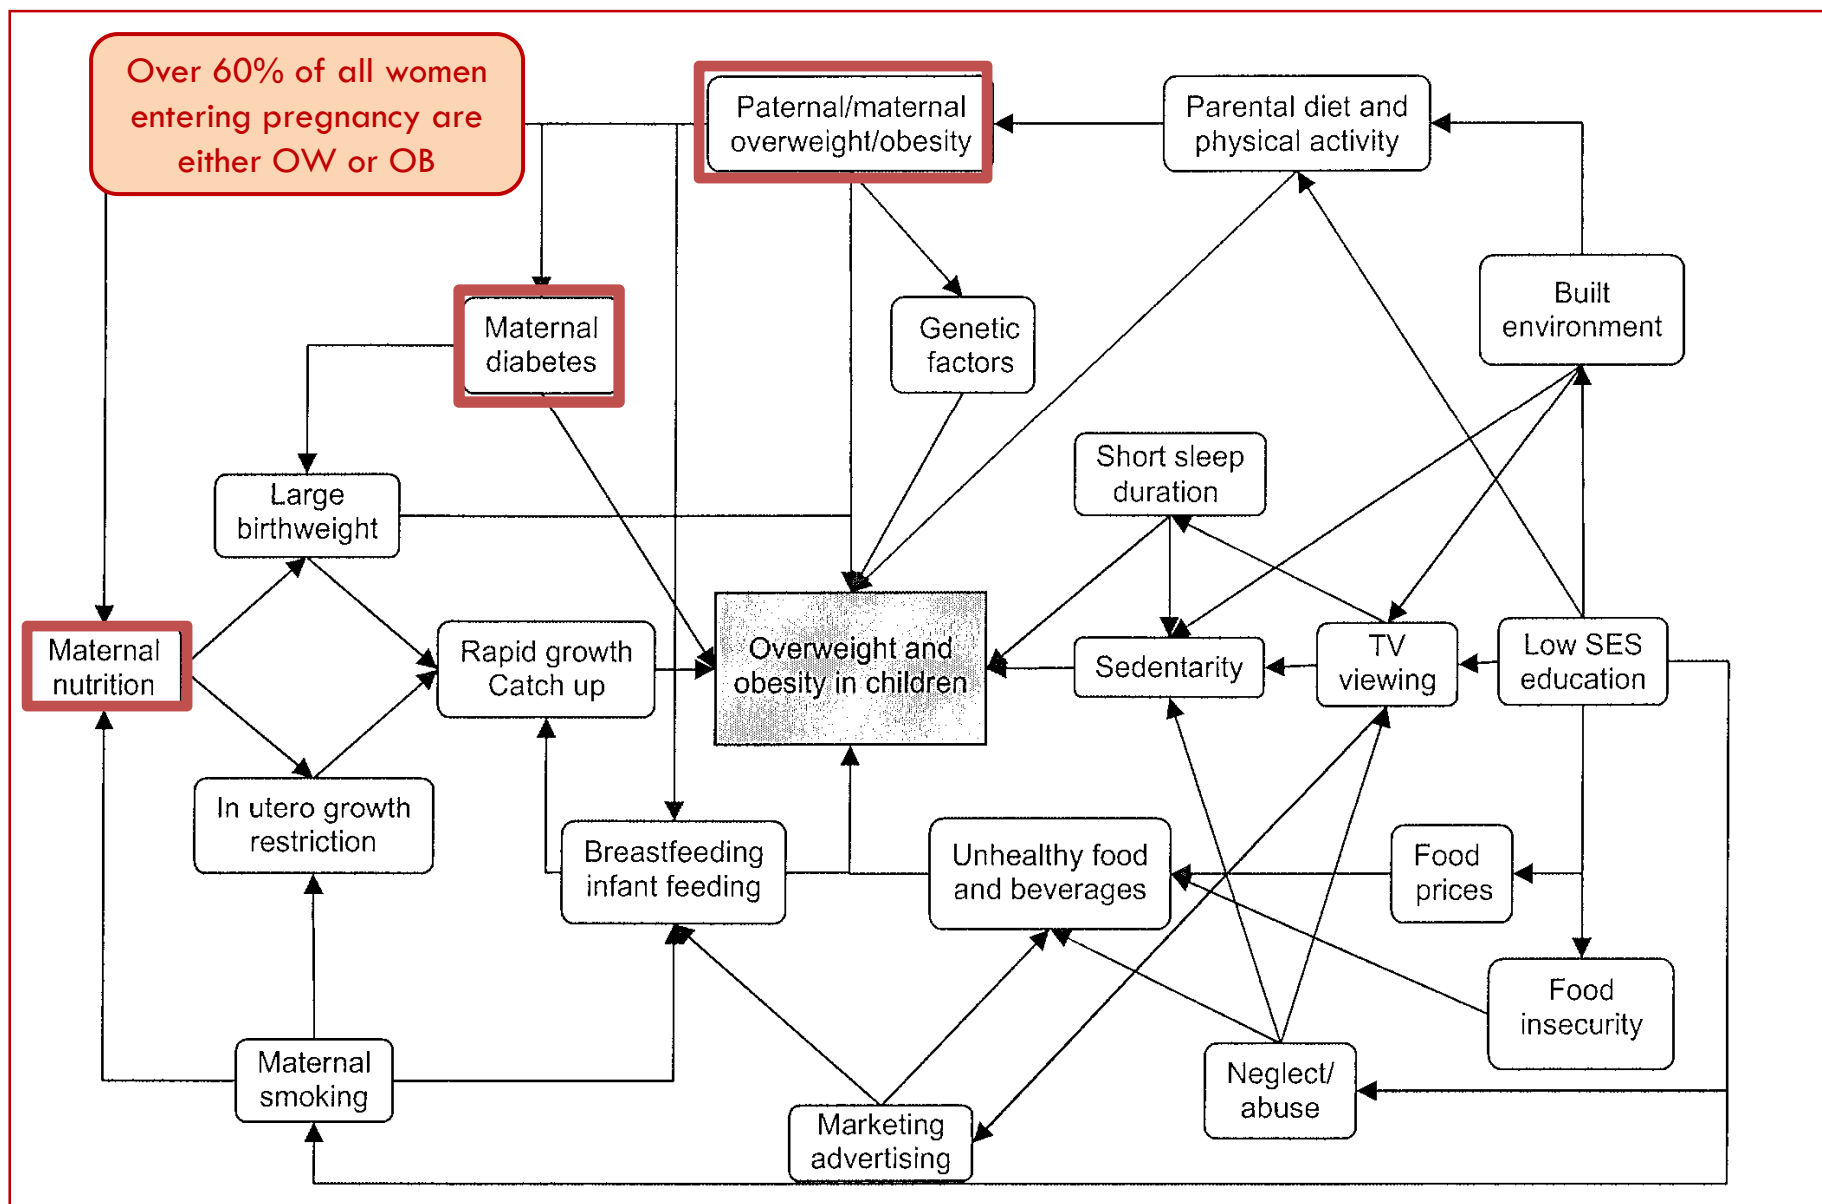 Over 60% of all women
entering pregnancy are
either OW or OB
Paternal/maternal
overweight/obesity
Parental diet and
physical activity
Built
environment
Maternal
diabetes
Genetic
factors
Short sleep
duration
Large
birthweight
Maternal
nutrition
Rapid growth
Catch up
Overweight and
obesity in children
Sedentarity
TV
viewing
Low SES
education
In utero growth
restriction
Breastfeeding
infant feeding
Unhealthy food
and beverages
Food
prices
Food
insecurity
Maternal
smoking
Marketing
advertising
Neglect/
abuse